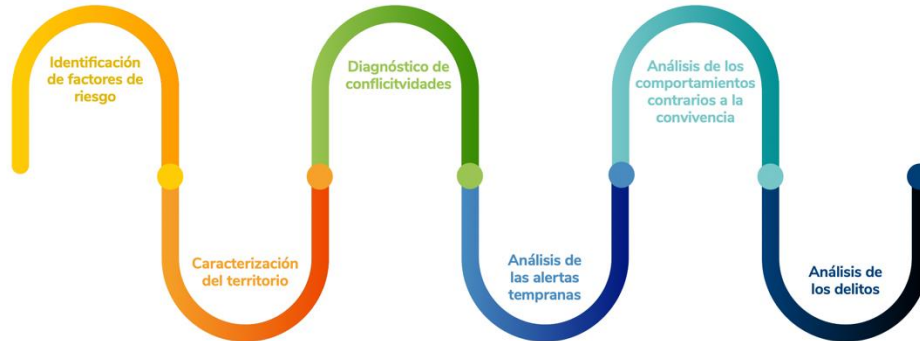 Identificación
de factores de
riesgo
Caracterización
del territorio
Diagnóstico de
conflicitvidades
Análisis de
las alertas
tempranas
Análisis de los
comportamientos
contrarios a la
convivencia
Análisis de
los delitos